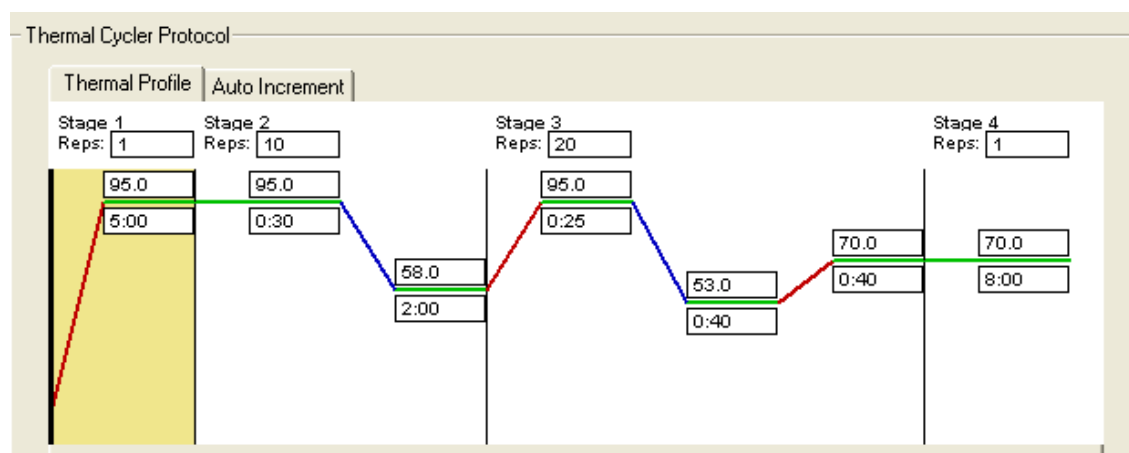 Thermal Cycler Protocol
Thermal Profile Auto Increment
Stage 1 Stage 2 Stage 3 Stage 4
Reps: 1 Reps: 10 Reps: 20 Reps: 1
95.0 95.0 95.0
5:00 0:30 0:25
70.0 70.0
58.0 53.0 0:40 8:00
2:00 0:40